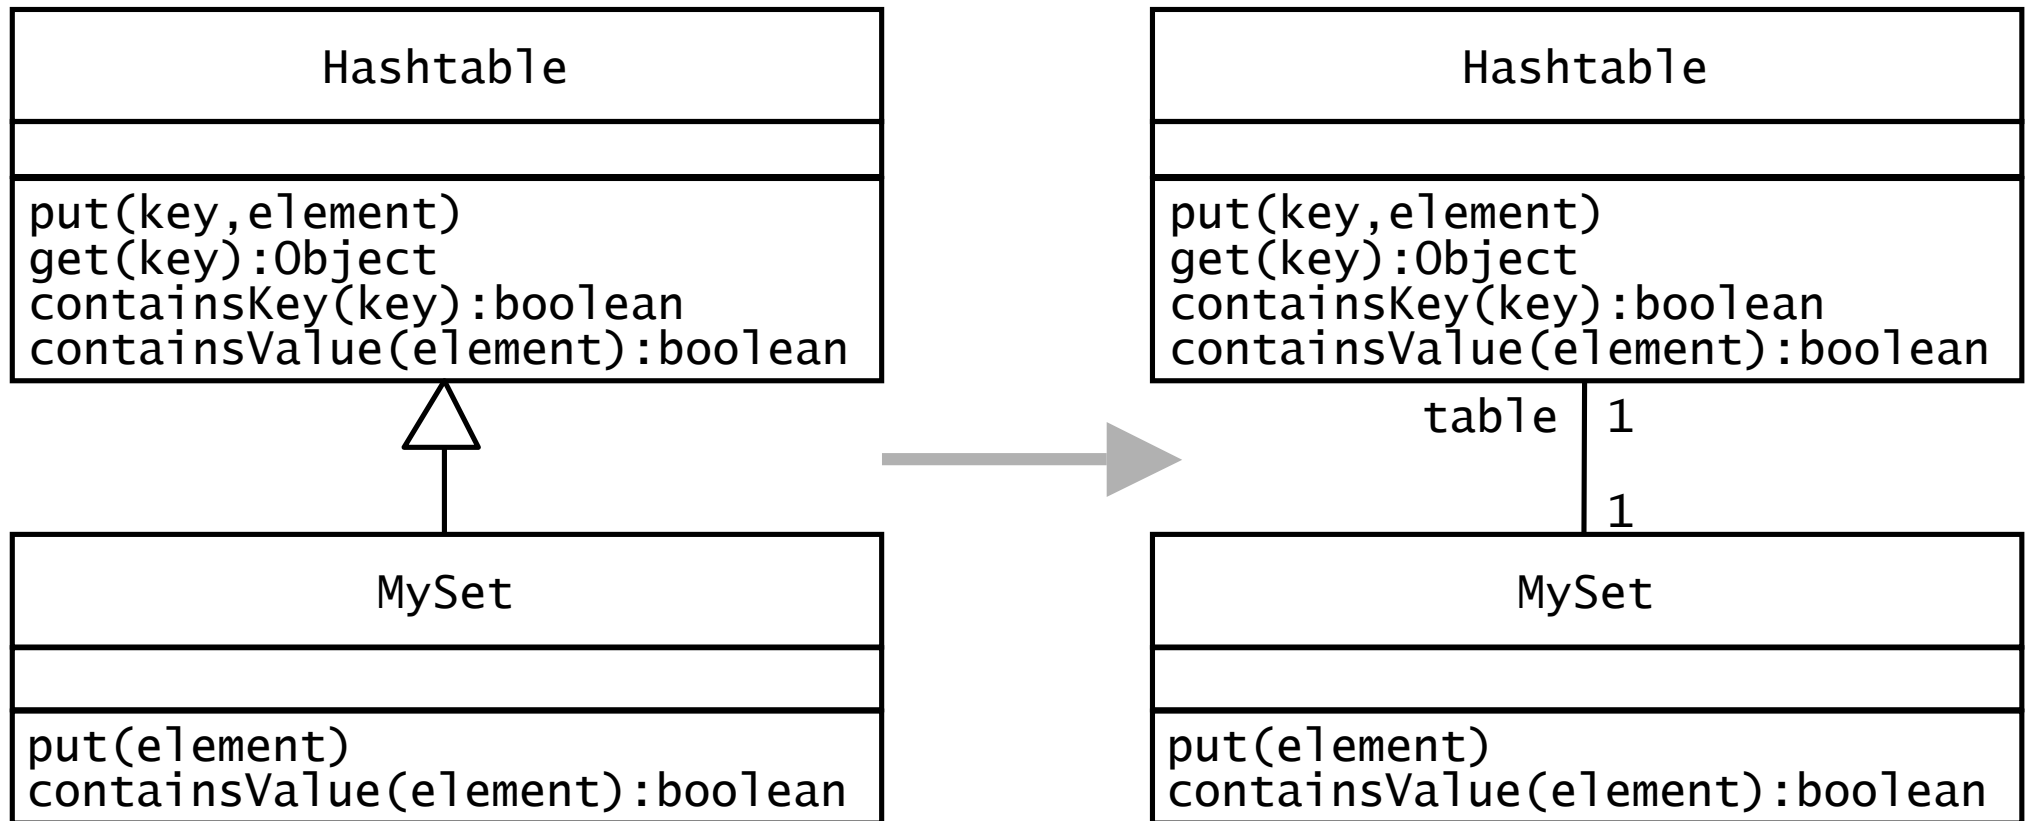 Hashtable
put(key,element)
get(key):Object
containsKey(key):boolean
containsValue(element):boolean
MySet
put(element)
containsValue(element):boolean
Hashtable
put(key,element)
get(key):Object
containsKey(key):boolean
containsValue(element):boolean
table 1
1
MySet
put(element)
containsValue(element):boolean